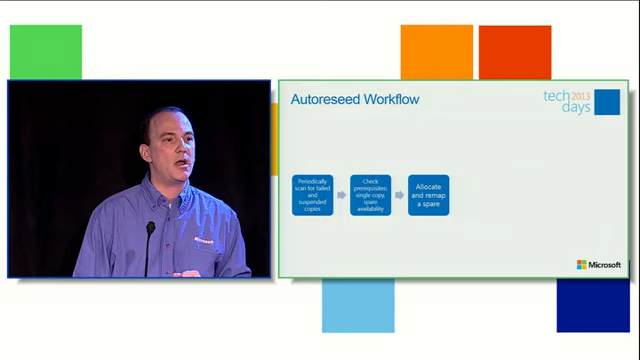 Autoreseed Workflow
tech 2013
days
Periodically
scan for failed
and
suspended
copies
Check
prerequisites:
single copy,
spare
availability
Allocate
and remap
a spare
Microsoft
Microsoft